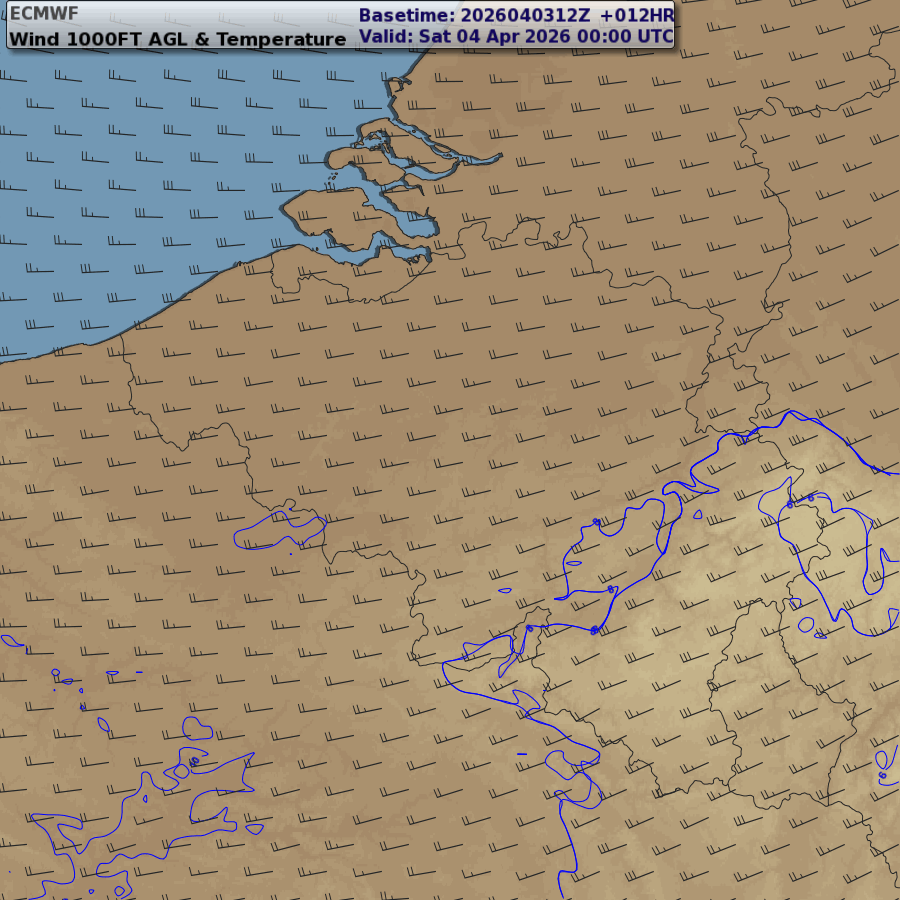 ECMWF
Wind 1000FT AGL & Temperature
Basetime: 2026040312Z +012HR
Valid: Sat 04 Apr 2026 00:00 UTC